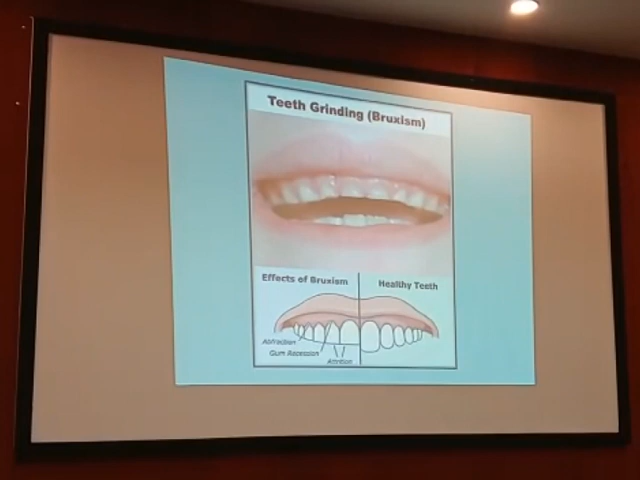 Teeth Grinding (Bruxism)
Effects of Bruxism
Healthy Teeth
Abfraction
Gum Recession
Attrition